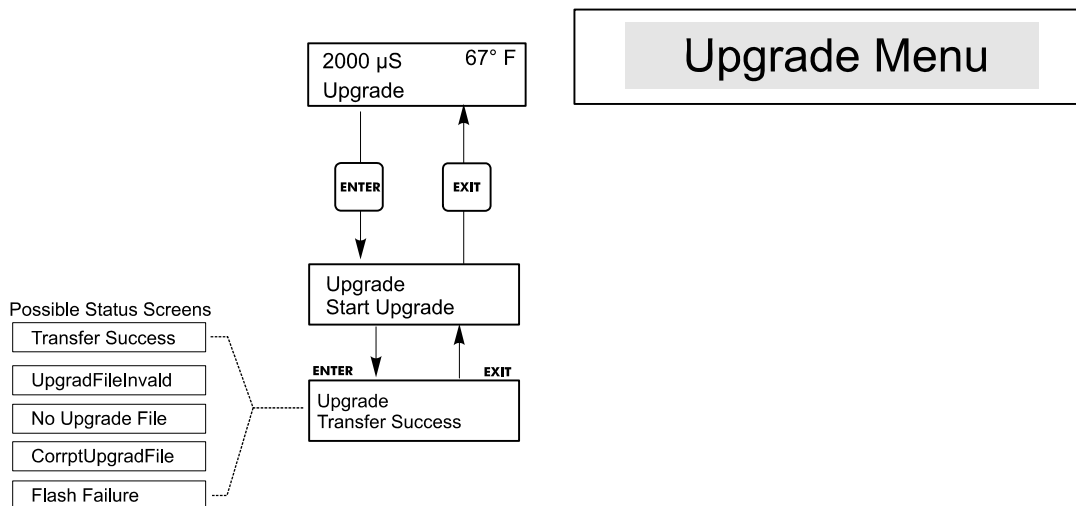 Upgrade Menu
2000 µS 67° F
Upgrade
ENTER EXIT
Upgrade
Start Upgrade
Possible Status Screens
Transfer Success
UpgradFileInvald
No Upgrade File
CorrptUpgradFile
Flash Failure
ENTER EXIT
Upgrade
Transfer Success